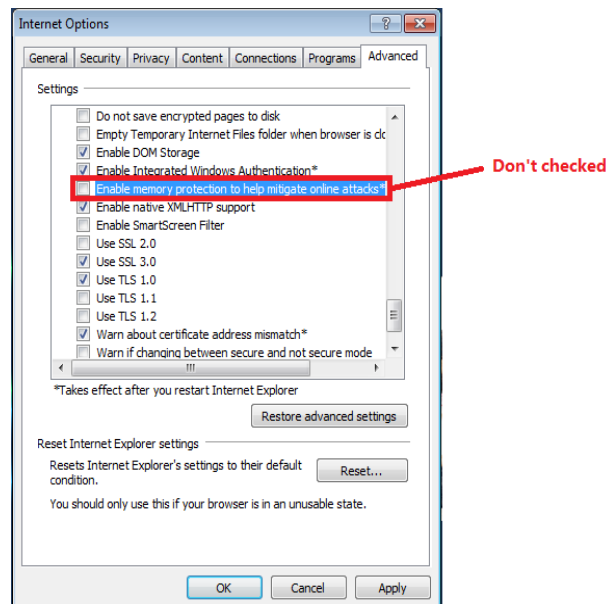 Internet Options
General Security Privacy Content Connections Programs Advanced
Settings
Do not save encrypted pages to disk
Empty Temporary Internet Files folder when browser is clc
Enable DOM Storage
Enable Integrated Windows Authentication*
Enable memory protection to help mitigate online attacks*
Don't checked
Enable native XMLHTTP support
Enable SmartScreen Filter
Use SSL 2.0
Use SSL 3.0
Use TLS 1.0
Use TLS 1.1
Use TLS 1.2
Warn about certificate address mismatch*
Warn if changing between secure and not secure mode
*Takes effect after you restart Internet Explorer
Restore advanced settings
Reset Internet Explorer settings
Resets Internet Explorer's settings to their default
condition.
Reset...
You should only use this if your browser is in an unusable state.
OK Cancel Apply